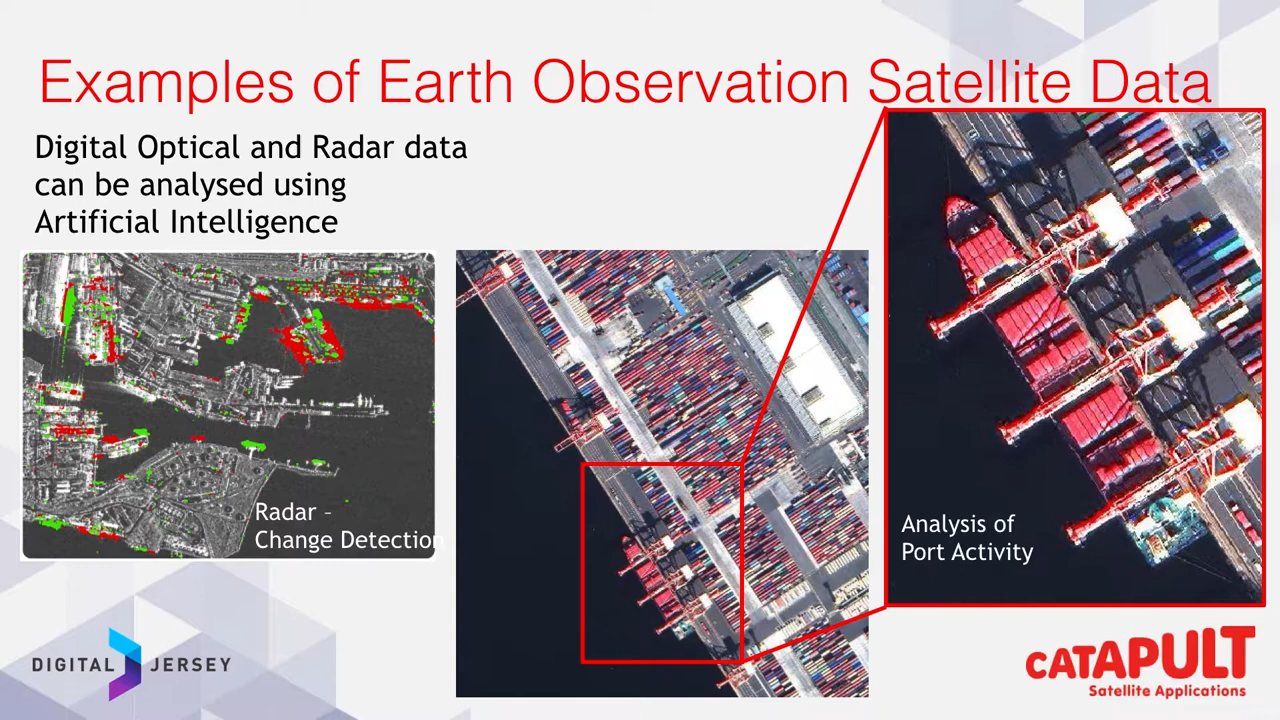 Examples of Earth Observation Satellite Data
Digital Optical and Radar data
can be analysed using
Artificial Intelligence
Radar –
Change Detection
Analysis of
Port Activity
DIGITAL JERSEY
CATAPULT
Satellite Applications